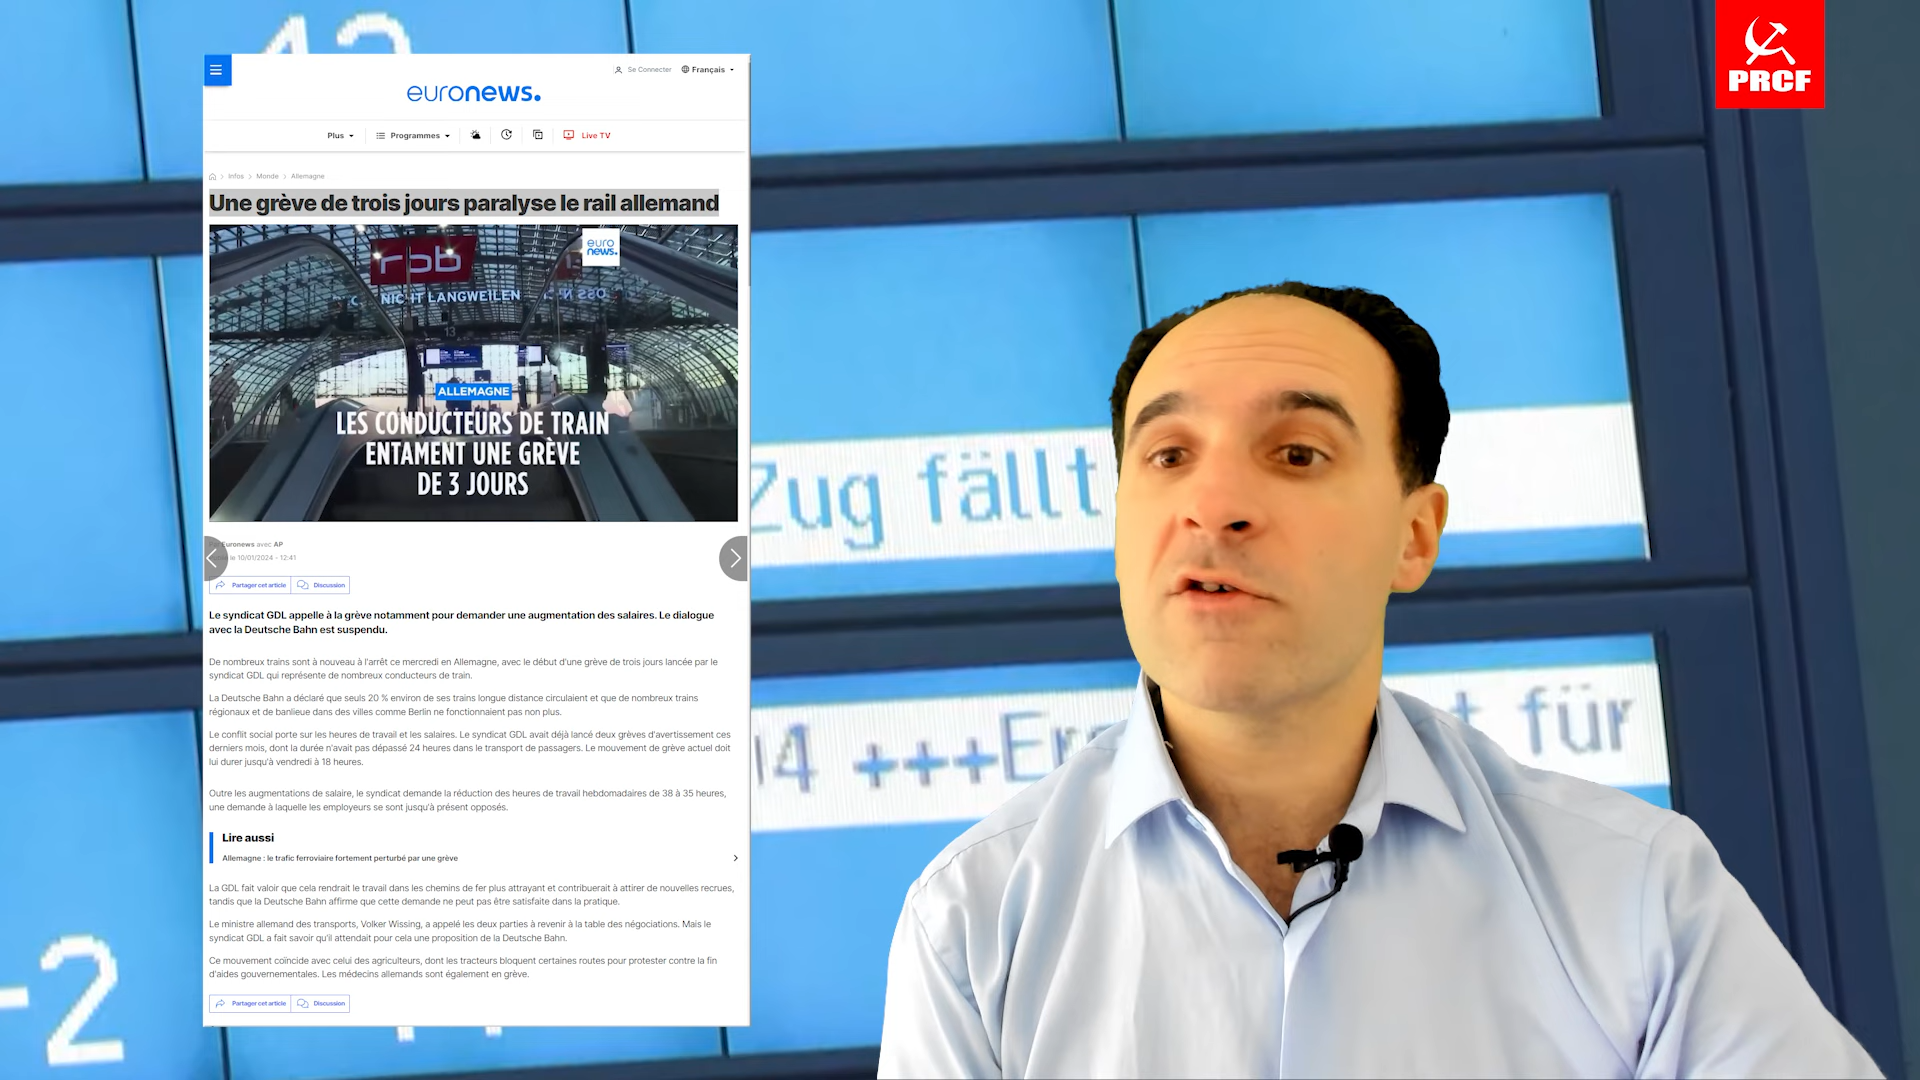 PRCF
Se Connecter
Français
euronews.
Plus
Programmes
Live TV
Infos
Monde
Allemagne
Une grève de trois jours paralyse le rail allemand
rbb
euro
news.
NICHT LANGWEILEN
13
ALLEMAGNE
LES CONDUCTEURS DE TRAIN
ENTAMENT UNE GRÈVE
DE 3 JOURS
Euronews avec AP
le 10/01/2024 - 12:41
Partager cet article
Discussion
Le syndicat GDL appelle à la grève notamment pour demander une augmentation des salaires. Le dialogue
avec la Deutsche Bahn est suspendu.
De nombreux trains sont à nouveau à l'arrêt ce mercredi en Allemagne, avec le début d'une grève de trois jours lancée par le
syndicat GDL qui représente de nombreux conducteurs de train.
La Deutsche Bahn a déclaré que seuls 20 % environ de ses trains longue distance circulaient et que de nombreux trains
régionaux et de banlieue dans des villes comme Berlin ne fonctionnaient pas non plus.
Le conflit social porte sur les heures de travail et les salaires. Le syndicat GDL avait déjà lancé deux grèves d'avertissement ces
derniers mois, dont la durée n'avait pas dépassé 24 heures dans le transport de passagers. Le mouvement de grève actuel doit
lui durer jusqu'à vendredi à 18 heures.
Outre les augmentations de salaire, le syndicat demande la réduction des heures de travail hebdomadaires de 38 à 35 heures,
une demande à laquelle les employeurs se sont jusqu'à présent opposés.
Lire aussi
Allemagne : le trafic ferroviaire fortement perturbé par une grève
La GDL fait valoir que cela rendrait le travail dans les chemins de fer plus attrayant et contribuerait à attirer de nouvelles recrues,
tandis que la Deutsche Bahn affirme que cette demande ne peut pas être satisfaite dans la pratique.
Le ministre allemand des transports, Volker Wissing, a appelé les deux parties à revenir à la table des négociations. Mais le
syndicat GDL a fait savoir qu'il attendait pour cela une proposition de la Deutsche Bahn.
Ce mouvement coïncide avec celui des agriculteurs, dont les tracteurs bloquent certaines routes pour protester contre la fin
d'aides gouvernementales. Les médecins allemands sont également en grève.
Partager cet article
Discussion
Zug fällt
+++
für
-2